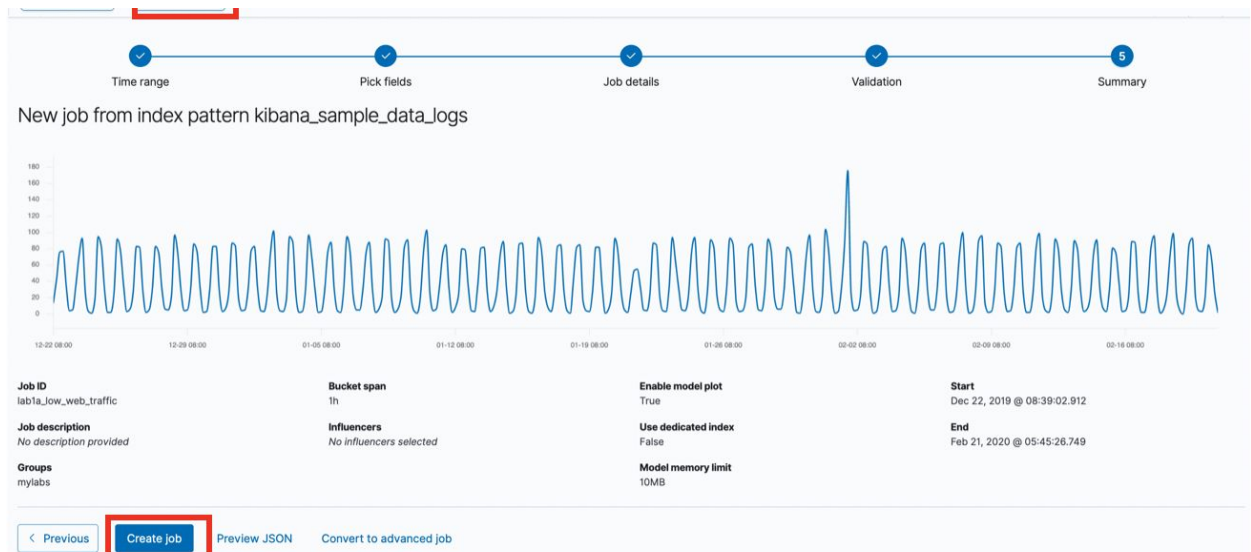 Time range
Pick fields
Job details
Validation
5
Summary
New job from index pattern kibana_sample_data_logs
180
160
140
120
100
80
60
40
20
0
12-22 08:00
12-29 08:00
01-05 08:00
01-12 08:00
01-19 08:00
01-26 08:00
02-02 08:00
02-09 08:00
02-16 08:00
Job ID
lab1a_low_web_traffic
Job description
No description provided
Groups
mylabs
Bucket span
1h
Influencers
No influencers selected
Enable model plot
True
Use dedicated index
False
Model memory limit
10MB
Start
Dec 22, 2019 @ 08:39:02.912
End
Feb 21, 2020 @ 05:45:26.749
< Previous
Create job
Preview JSON
Convert to advanced job